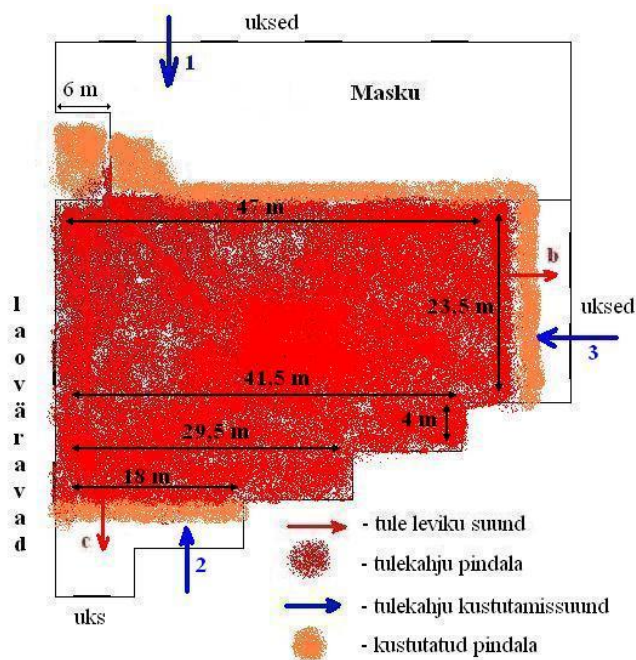 uksed
1
6 m
Masku
47 m
b
23,5 m
uksed
3
laoväravad
41,5 m
4 m
29,5 m
18 m
c
2
uks
- tule leviku suund
- tulekahju pindala
- tulekahju kustutamissuund
- kustutatud pindala